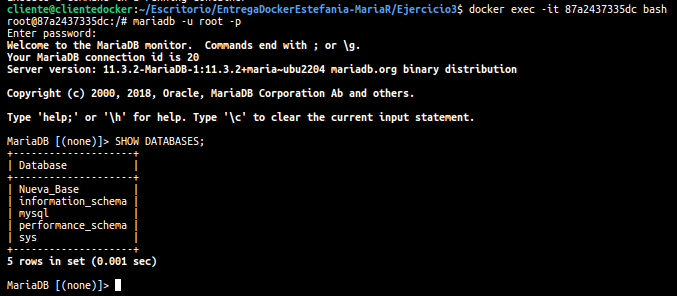 cliente@clientedocker:~/Escritorio/EntregaDockerEstefania-MariaR/Ejercicio3$ docker exec -it 87a2437335dc bash
root@87a2437335dc:/# mariadb -u root -p
Enter password:
Welcome to the MariaDB monitor.  Commands end with ; or \g.
Your MariaDB connection id is 20
Server version: 11.3.2-MariaDB-1:11.3.2+maria~ubu2204 mariadb.org binary distribution

Copyright (c) 2000, 2018, Oracle, MariaDB Corporation Ab and others.

Type 'help;' or '\h' for help. Type '\c' to clear the current input statement.

MariaDB [(none)]> SHOW DATABASES;
+--------------------+
| Database           |
+--------------------+
| Nueva_Base         |
| information_schema |
| mysql              |
| performance_schema |
| sys                |
+--------------------+
5 rows in set (0.001 sec)

MariaDB [(none)]>